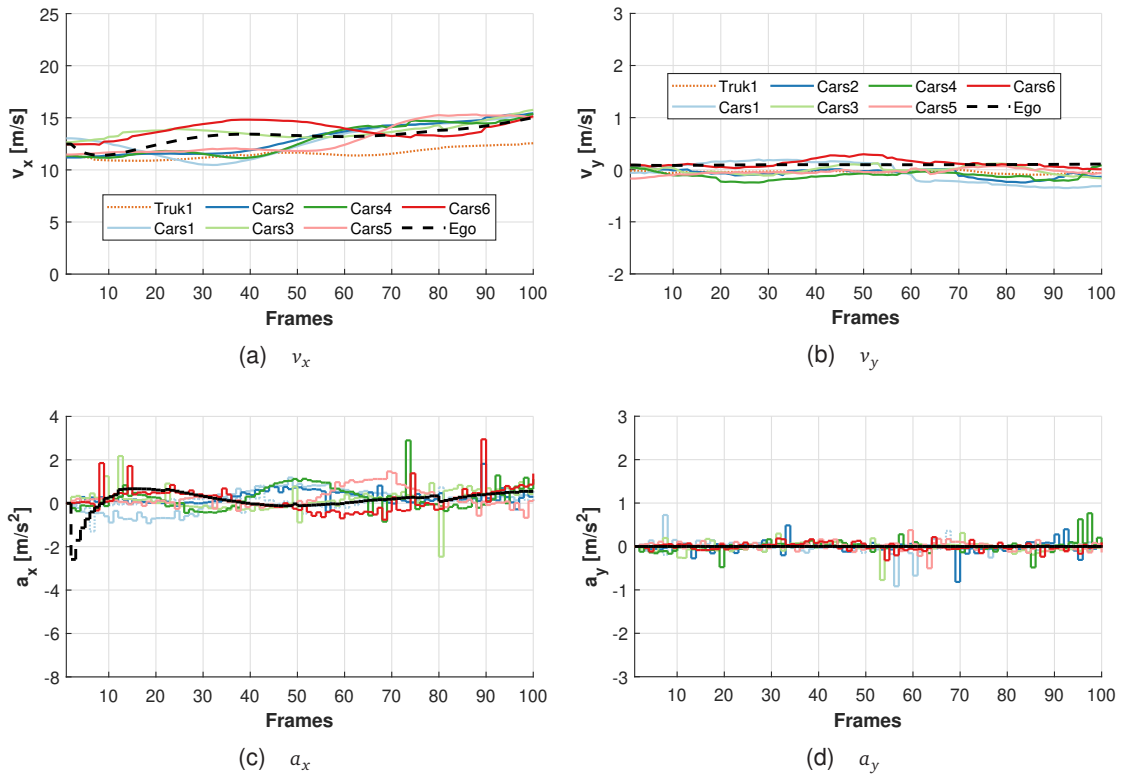 25
20
15
10
5
0
v_x [m/s]
Truk1 Cars2 Cars4 Cars6
Cars1 Cars3 Cars5 Ego
10 20 30 40 50 60 70 80 90 100
Frames
(a) v_x
3
2
1
0
-1
-2
v_y [m/s]
Truk1 Cars2 Cars4 Cars6
Cars1 Cars3 Cars5 Ego
10 20 30 40 50 60 70 80 90 100
Frames
(b) v_y
4
2
0
-2
-4
-6
-8
a_x [m/s²]
10 20 30 40 50 60 70 80 90 100
Frames
(c) a_x
3
2
1
0
-1
-2
-3
a_y [m/s²]
10 20 30 40 50 60 70 80 90 100
Frames
(d) a_y